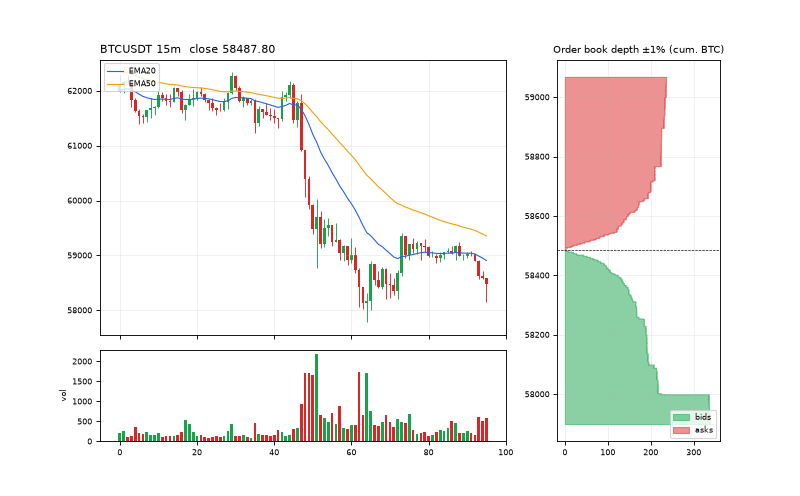 BTCUSDT 15m  close 58487.80
EMA20
EMA50
62000
61000
60000
59000
58000
vol
2000
1500
1000
500
0
0 20 40 60 80 100
Order book depth ±1% (cum. BTC)
59000
58800
58600
58400
58200
58000
bids
asks
0 100 200 300